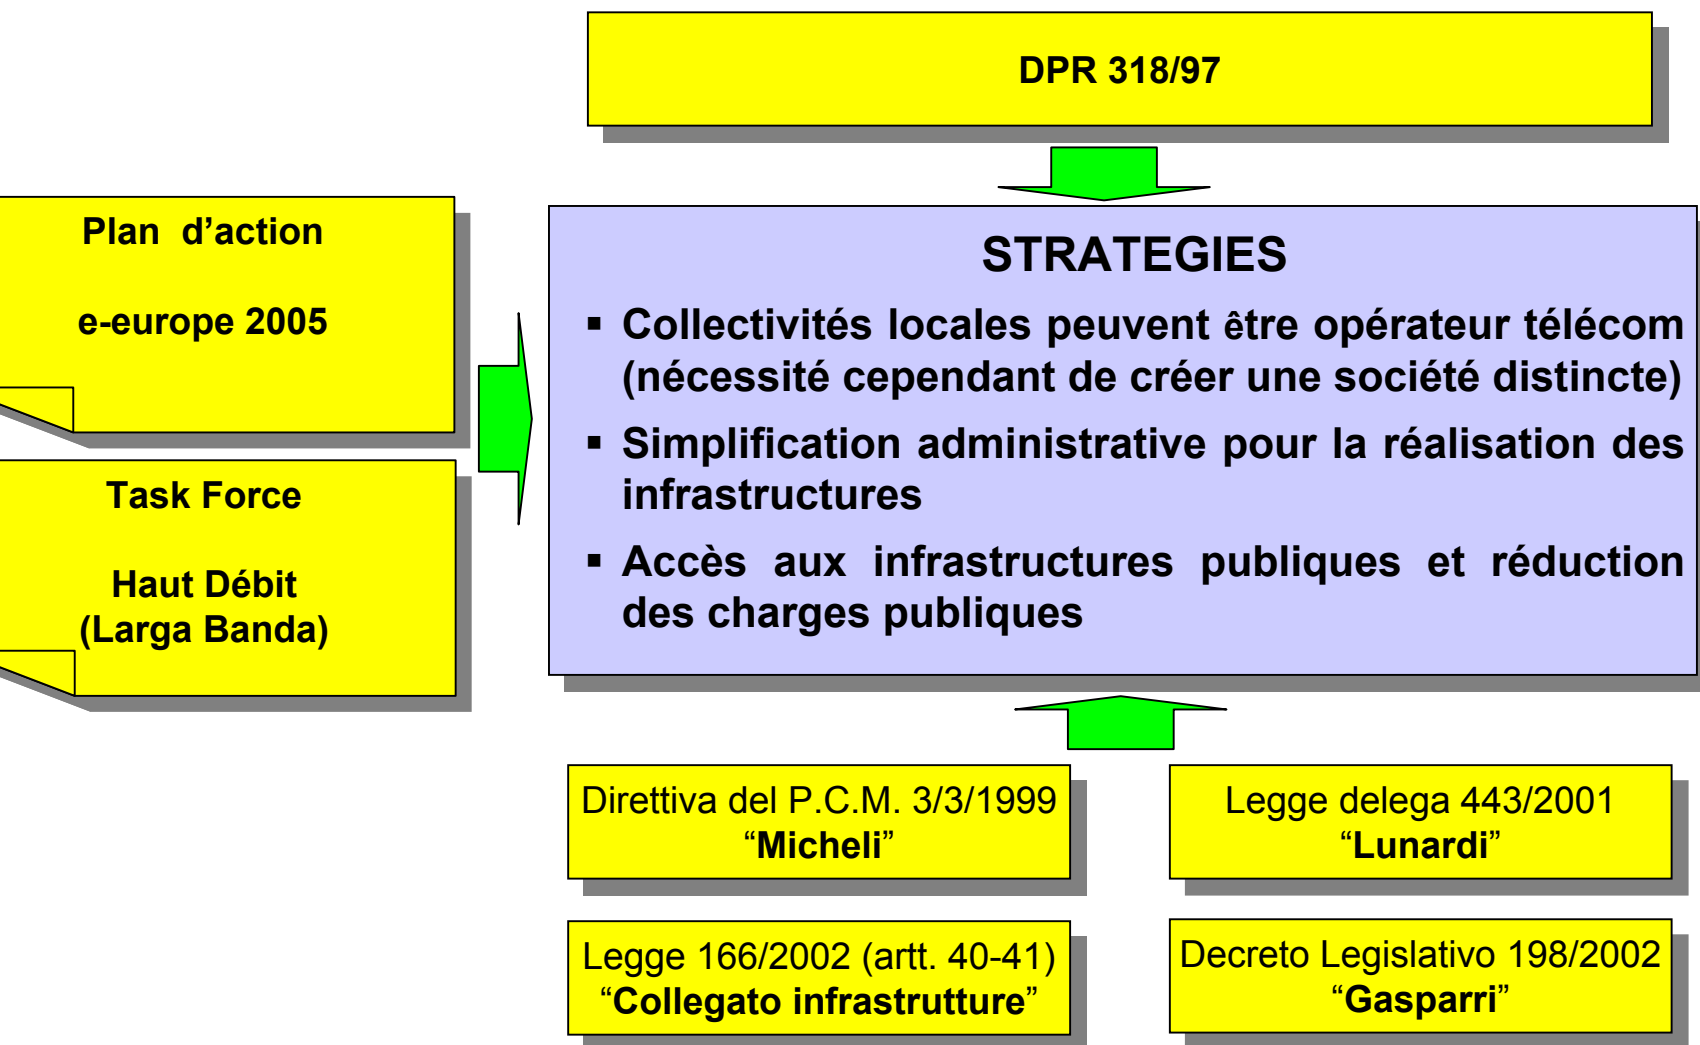 DPR 318/97
Plan d’action
e-europe 2005
Task Force
Haut Débit
(Larga Banda)
STRATEGIES
▪ Collectivités locales peuvent être opérateur télécom
(nécessité cependant de créer une société distincte)
▪ Simplification administrative pour la réalisation des
infrastructures
▪ Accès aux infrastructures publiques et réduction
des charges publiques
Direttiva del P.C.M. 3/3/1999
“Micheli”
Legge delega 443/2001
“Lunardi”
Legge 166/2002 (artt. 40-41)
“Collegato infrastrutture”
Decreto Legislativo 198/2002
“Gasparri”